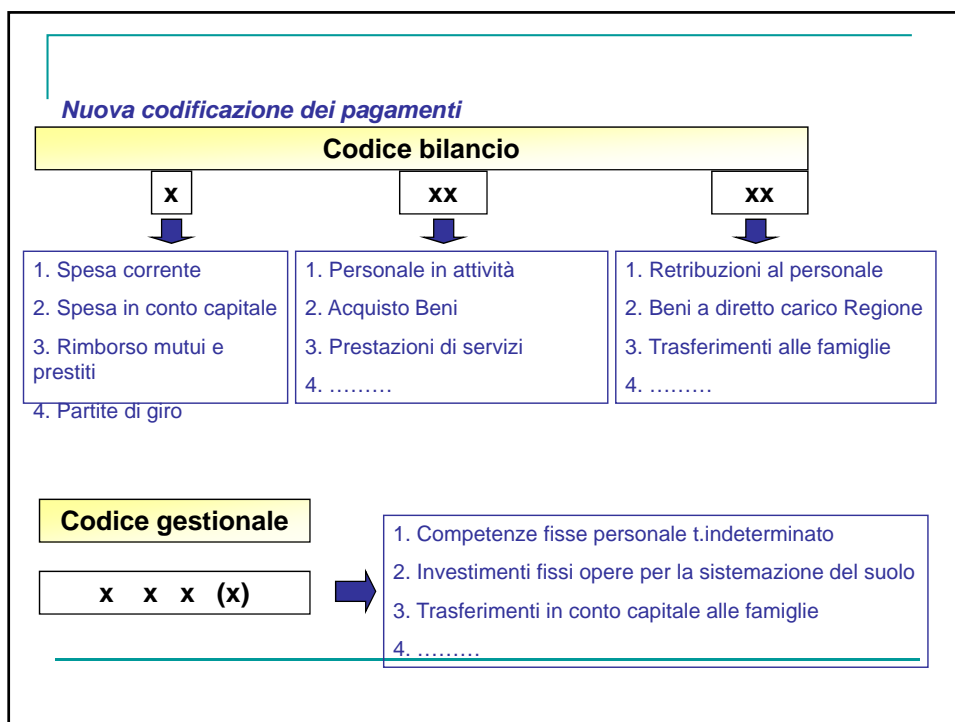 Nuova codificazione dei pagamenti
Codice bilancio
x
xx
xx
1. Spesa corrente
2. Spesa in conto capitale
3. Rimborso mutui e
prestiti
4. Partite di giro
1. Personale in attività
2. Acquisto Beni
3. Prestazioni di servizi
4. ………
1. Retribuzioni al personale
2. Beni a diretto carico Regione
3. Trasferimenti alle famiglie
4. ………
Codice gestionale
x x x (x)
1. Competenze fisse personale t.indeterminato
2. Investimenti fissi opere per la sistemazione del suolo
3. Trasferimenti in conto capitale alle famiglie
4. ………